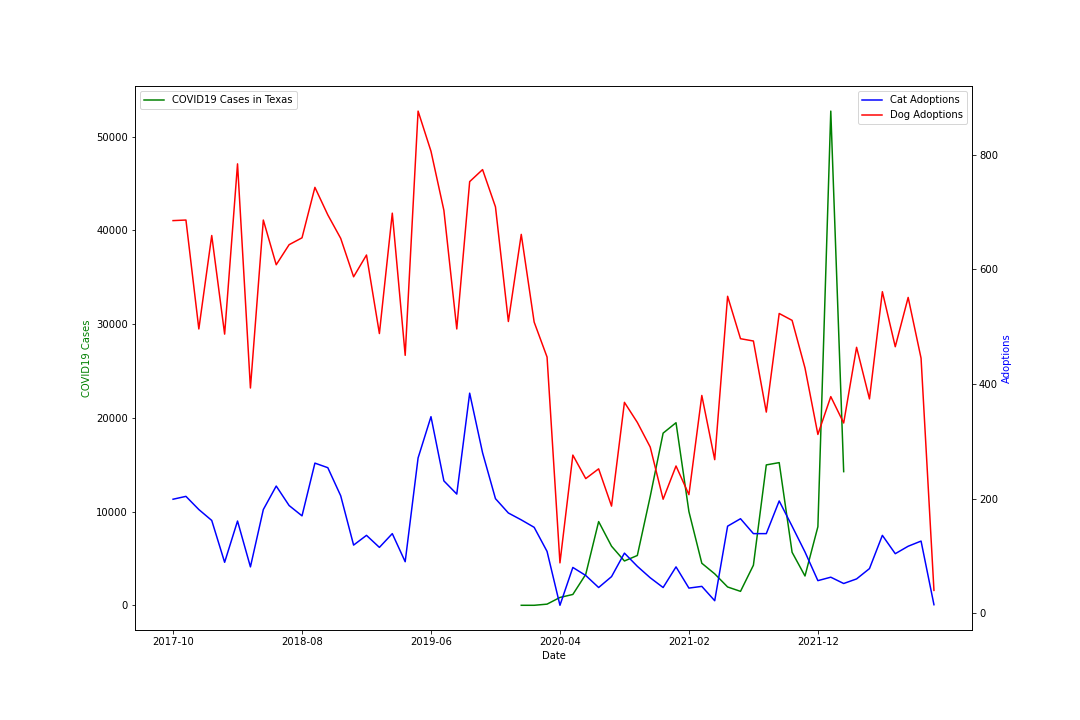 COVID19 Cases in Texas
Cat Adoptions
Dog Adoptions
50000
40000
30000
20000
10000
0
COVID19 Cases
800
600
400
200
0
Adoptions
2017-10
2018-08
2019-06
2020-04
2021-02
2021-12
Date